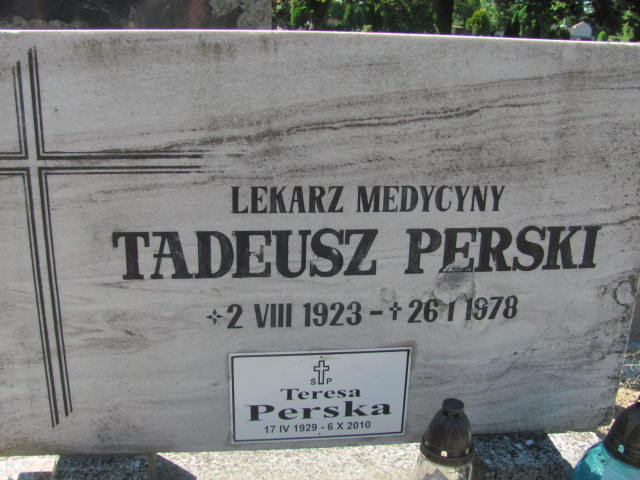 LEKARZ MEDYCYNY
TADEUSZ PERSKI
2 VIII 1923 – † 26 I 1978
S P
Teresa
Perska
17 IV 1929 - 6 X 2010